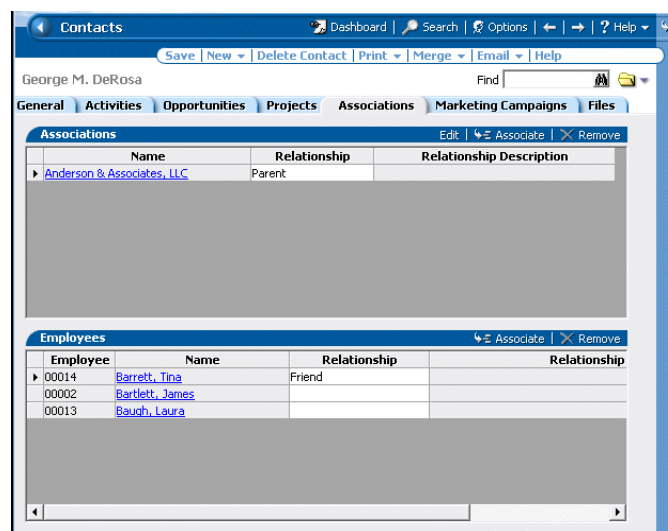 Contacts Dashboard | Search | Options | ← | → | ? Help
Save | New | Delete Contact | Print | Merge | Email | Help
George M. DeRosa Find
General Activities Opportunities Projects Associations Marketing Campaigns Files
Associations Edit | Associate | Remove
Name Relationship Relationship Description
Anderson & Associates, LLC Parent
Employees Associate | Remove
Employee Name Relationship Relationship
00014 Barrett, Tina Friend
00002 Bartlett, James
00013 Baugh, Laura